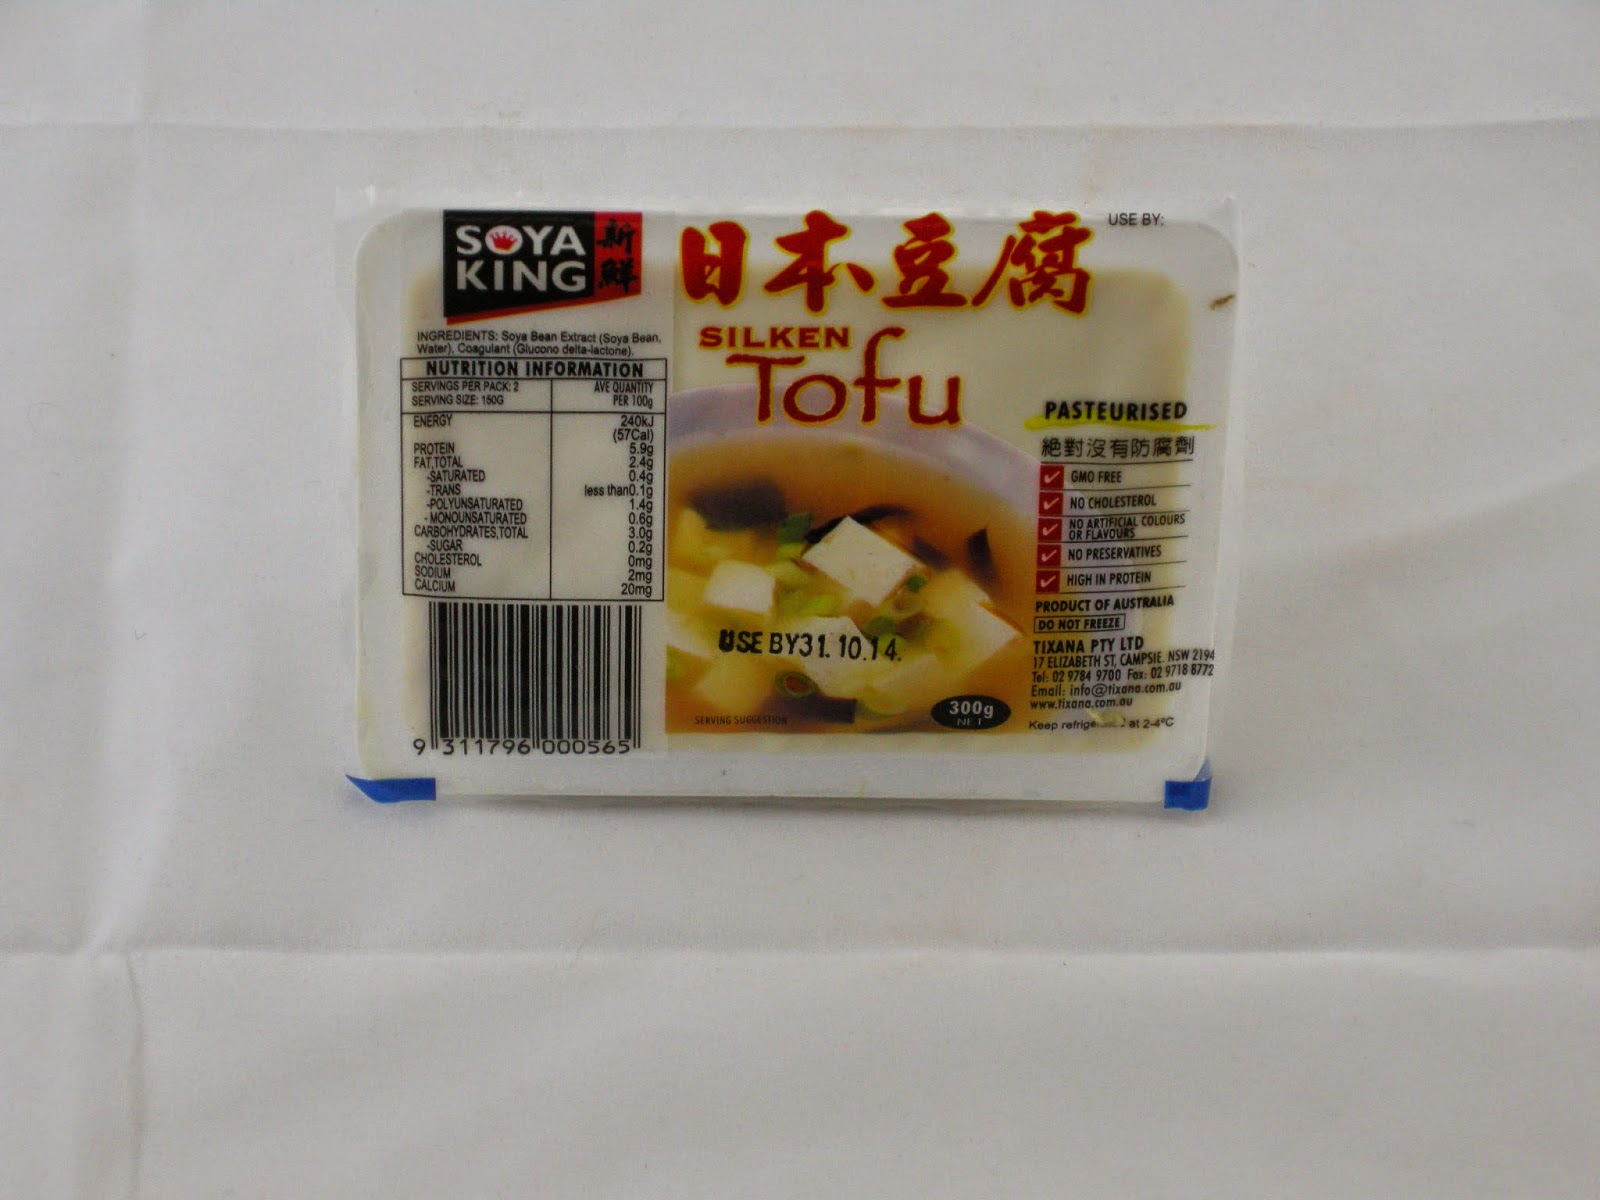 SOYA
KING
新
鮮
日本豆腐
USE BY:
SILKEN
Tofu
INGREDIENTS: Soya Bean Extract (Soya Bean,
Water), Coagulant (Glucono delta-lactone).
NUTRITION INFORMATION
SERVINGS PER PACK: 2
SERVING SIZE: 150G
AVE QUANTITY
PER 100g
ENERGY 240kJ
(57Cal)
PROTEIN 5.9g
FAT,TOTAL 2.4g
-SATURATED 0.4g
-TRANS less than0.1g
-POLYUNSATURATED 1.4g
-MONOUNSATURATED 0.6g
CARBOHYDRATES,TOTAL 3.0g
-SUGAR 0.2g
CHOLESTEROL 0mg
SODIUM 2mg
CALCIUM 20mg
9 311796 000565
USE BY31.10.14.
SERVING SUGGESTION
300g
NET
PASTEURISED
絕對沒有防腐劑
GMO FREE
NO CHOLESTEROL
NO ARTIFICIAL COLOURS
OR FLAVOURS
NO PRESERVATIVES
HIGH IN PROTEIN
PRODUCT OF AUSTRALIA
DO NOT FREEZE
TIXANA PTY LTD
17 ELIZABETH ST, CAMPSIE. NSW 2194
Tel: 02 9784 9700 Fax: 02 9718 8772
Email: info@tixana.com.au
www.tixana.com.au
Keep at 2-4°C